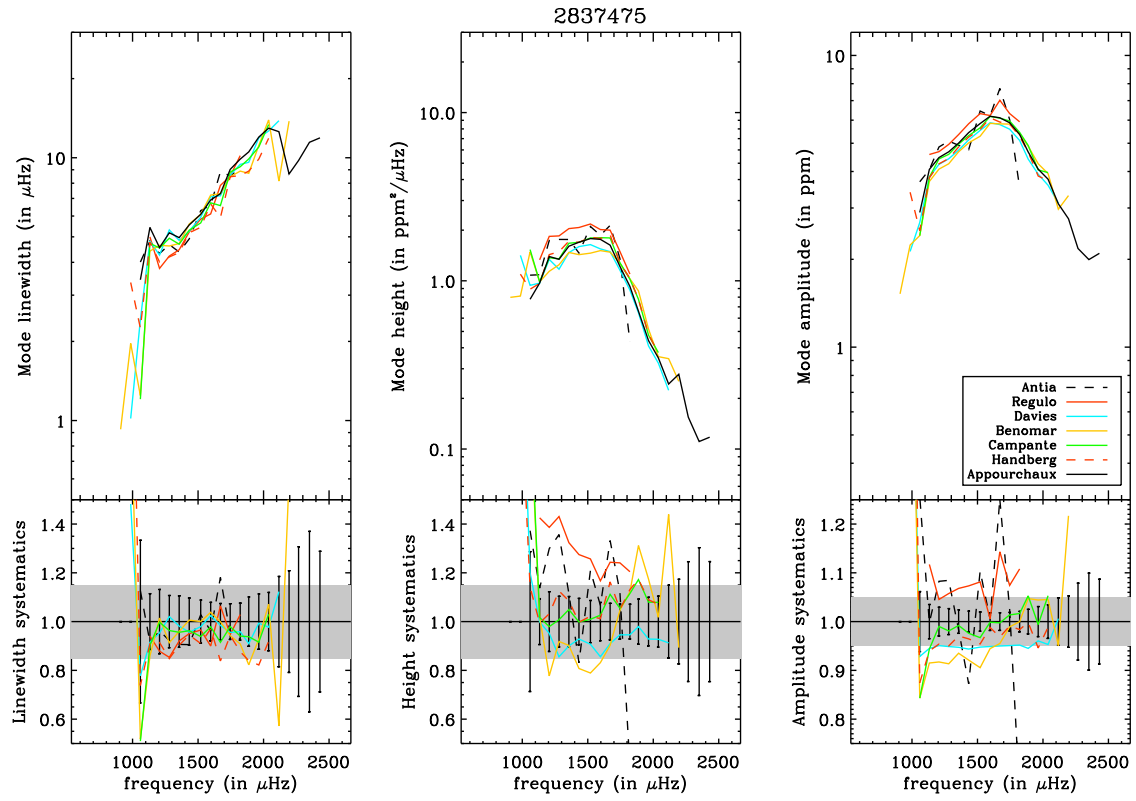 2837475
Mode linewidth (in μHz)
10
1
Mode height (in ppm²/μHz)
10.0
1.0
0.1
Mode amplitude (in ppm)
10
1
Antia
Regulo
Davies
Benomar
Campante
Handberg
Appourchaux
Linewidth systematics
1.4
1.2
1.0
0.8
0.6
1000 1500 2000 2500
frequency (in μHz)
Height systematics
1.4
1.2
1.0
0.8
0.6
1000 1500 2000 2500
frequency (in μHz)
Amplitude systematics
1.2
1.1
1.0
0.9
0.8
1000 1500 2000 2500
frequency (in μHz)